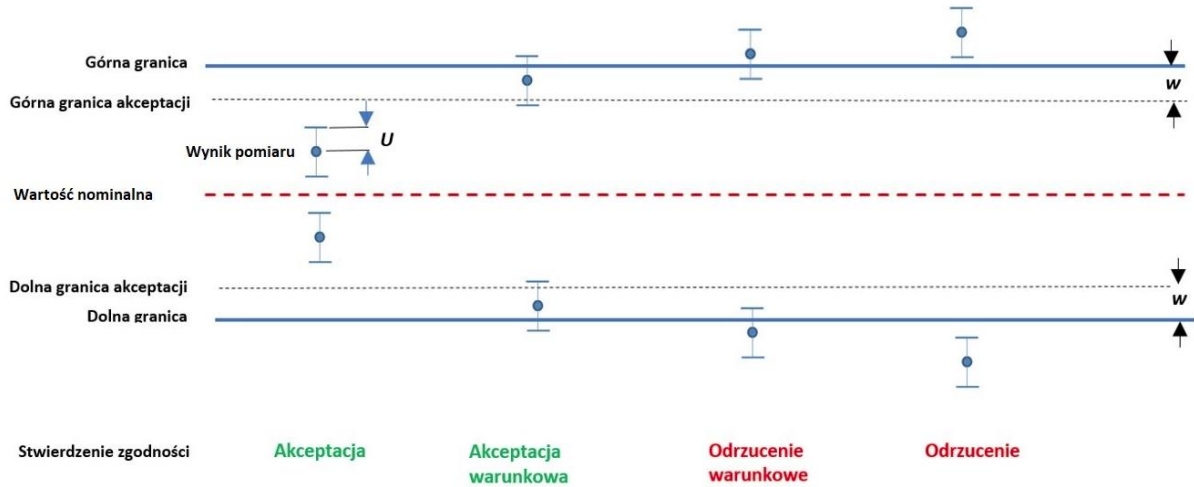 Górna granica
w
Górna granica akceptacji
U
Wynik pomiaru
Wartość nominalna
Dolna granica akceptacji
w
Dolna granica
Stwierdzenie zgodności
Akceptacja
Akceptacja
warunkowa
Odrzucenie
warunkowe
Odrzucenie